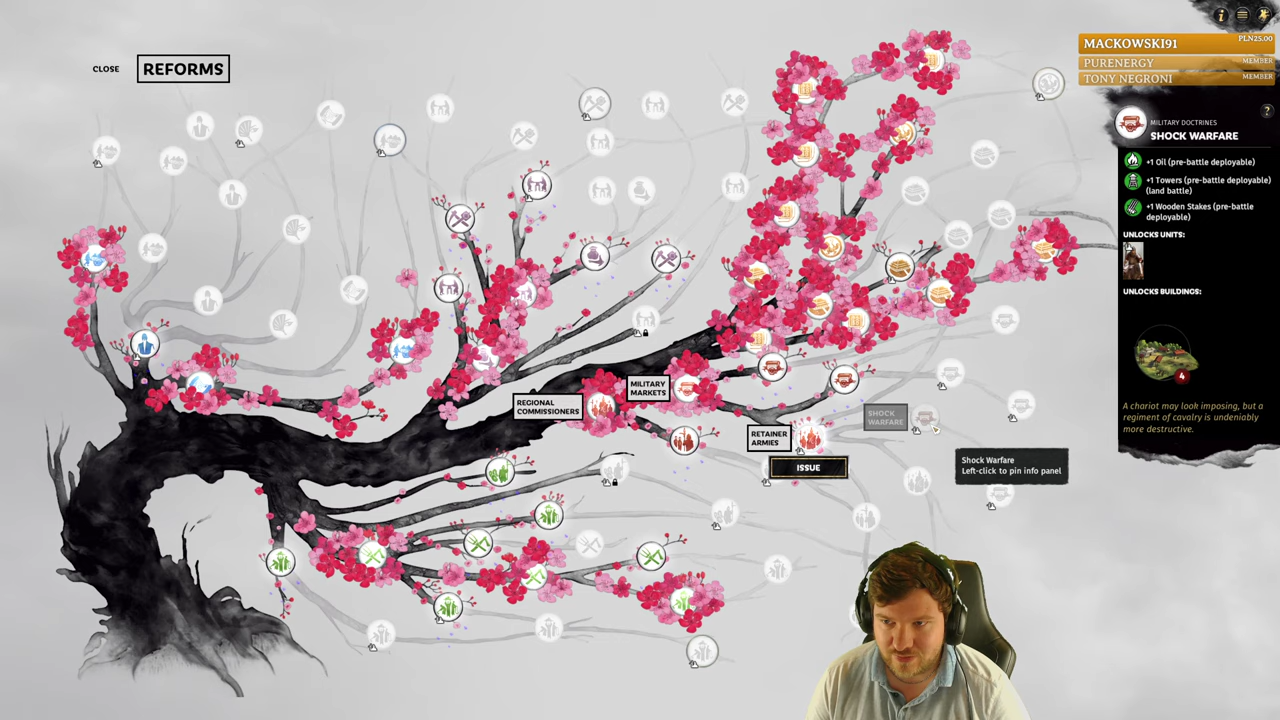 CLOSE
REFORMS
MACKOWSKI91
PLN25.00
PURENERGY
MEMBER
TONY NEGRONI
MEMBER
?
MILITARY DOCTRINES
SHOCK WARFARE
+1 Oil (pre-battle deployable)
+1 Towers (pre-battle deployable)
(land battle)
+1 Wooden Stakes (pre-battle
deployable)
UNLOCKS UNITS:
UNLOCKS BUILDINGS:
4
A chariot may look imposing, but a
regiment of cavalry is undeniably
more destructive.
REGIONAL
COMMISSIONERS
MILITARY
MARKETS
RETAINER
ARMIES
ISSUE
SHOCK
WARFARE
Shock Warfare
Left-click to pin info panel